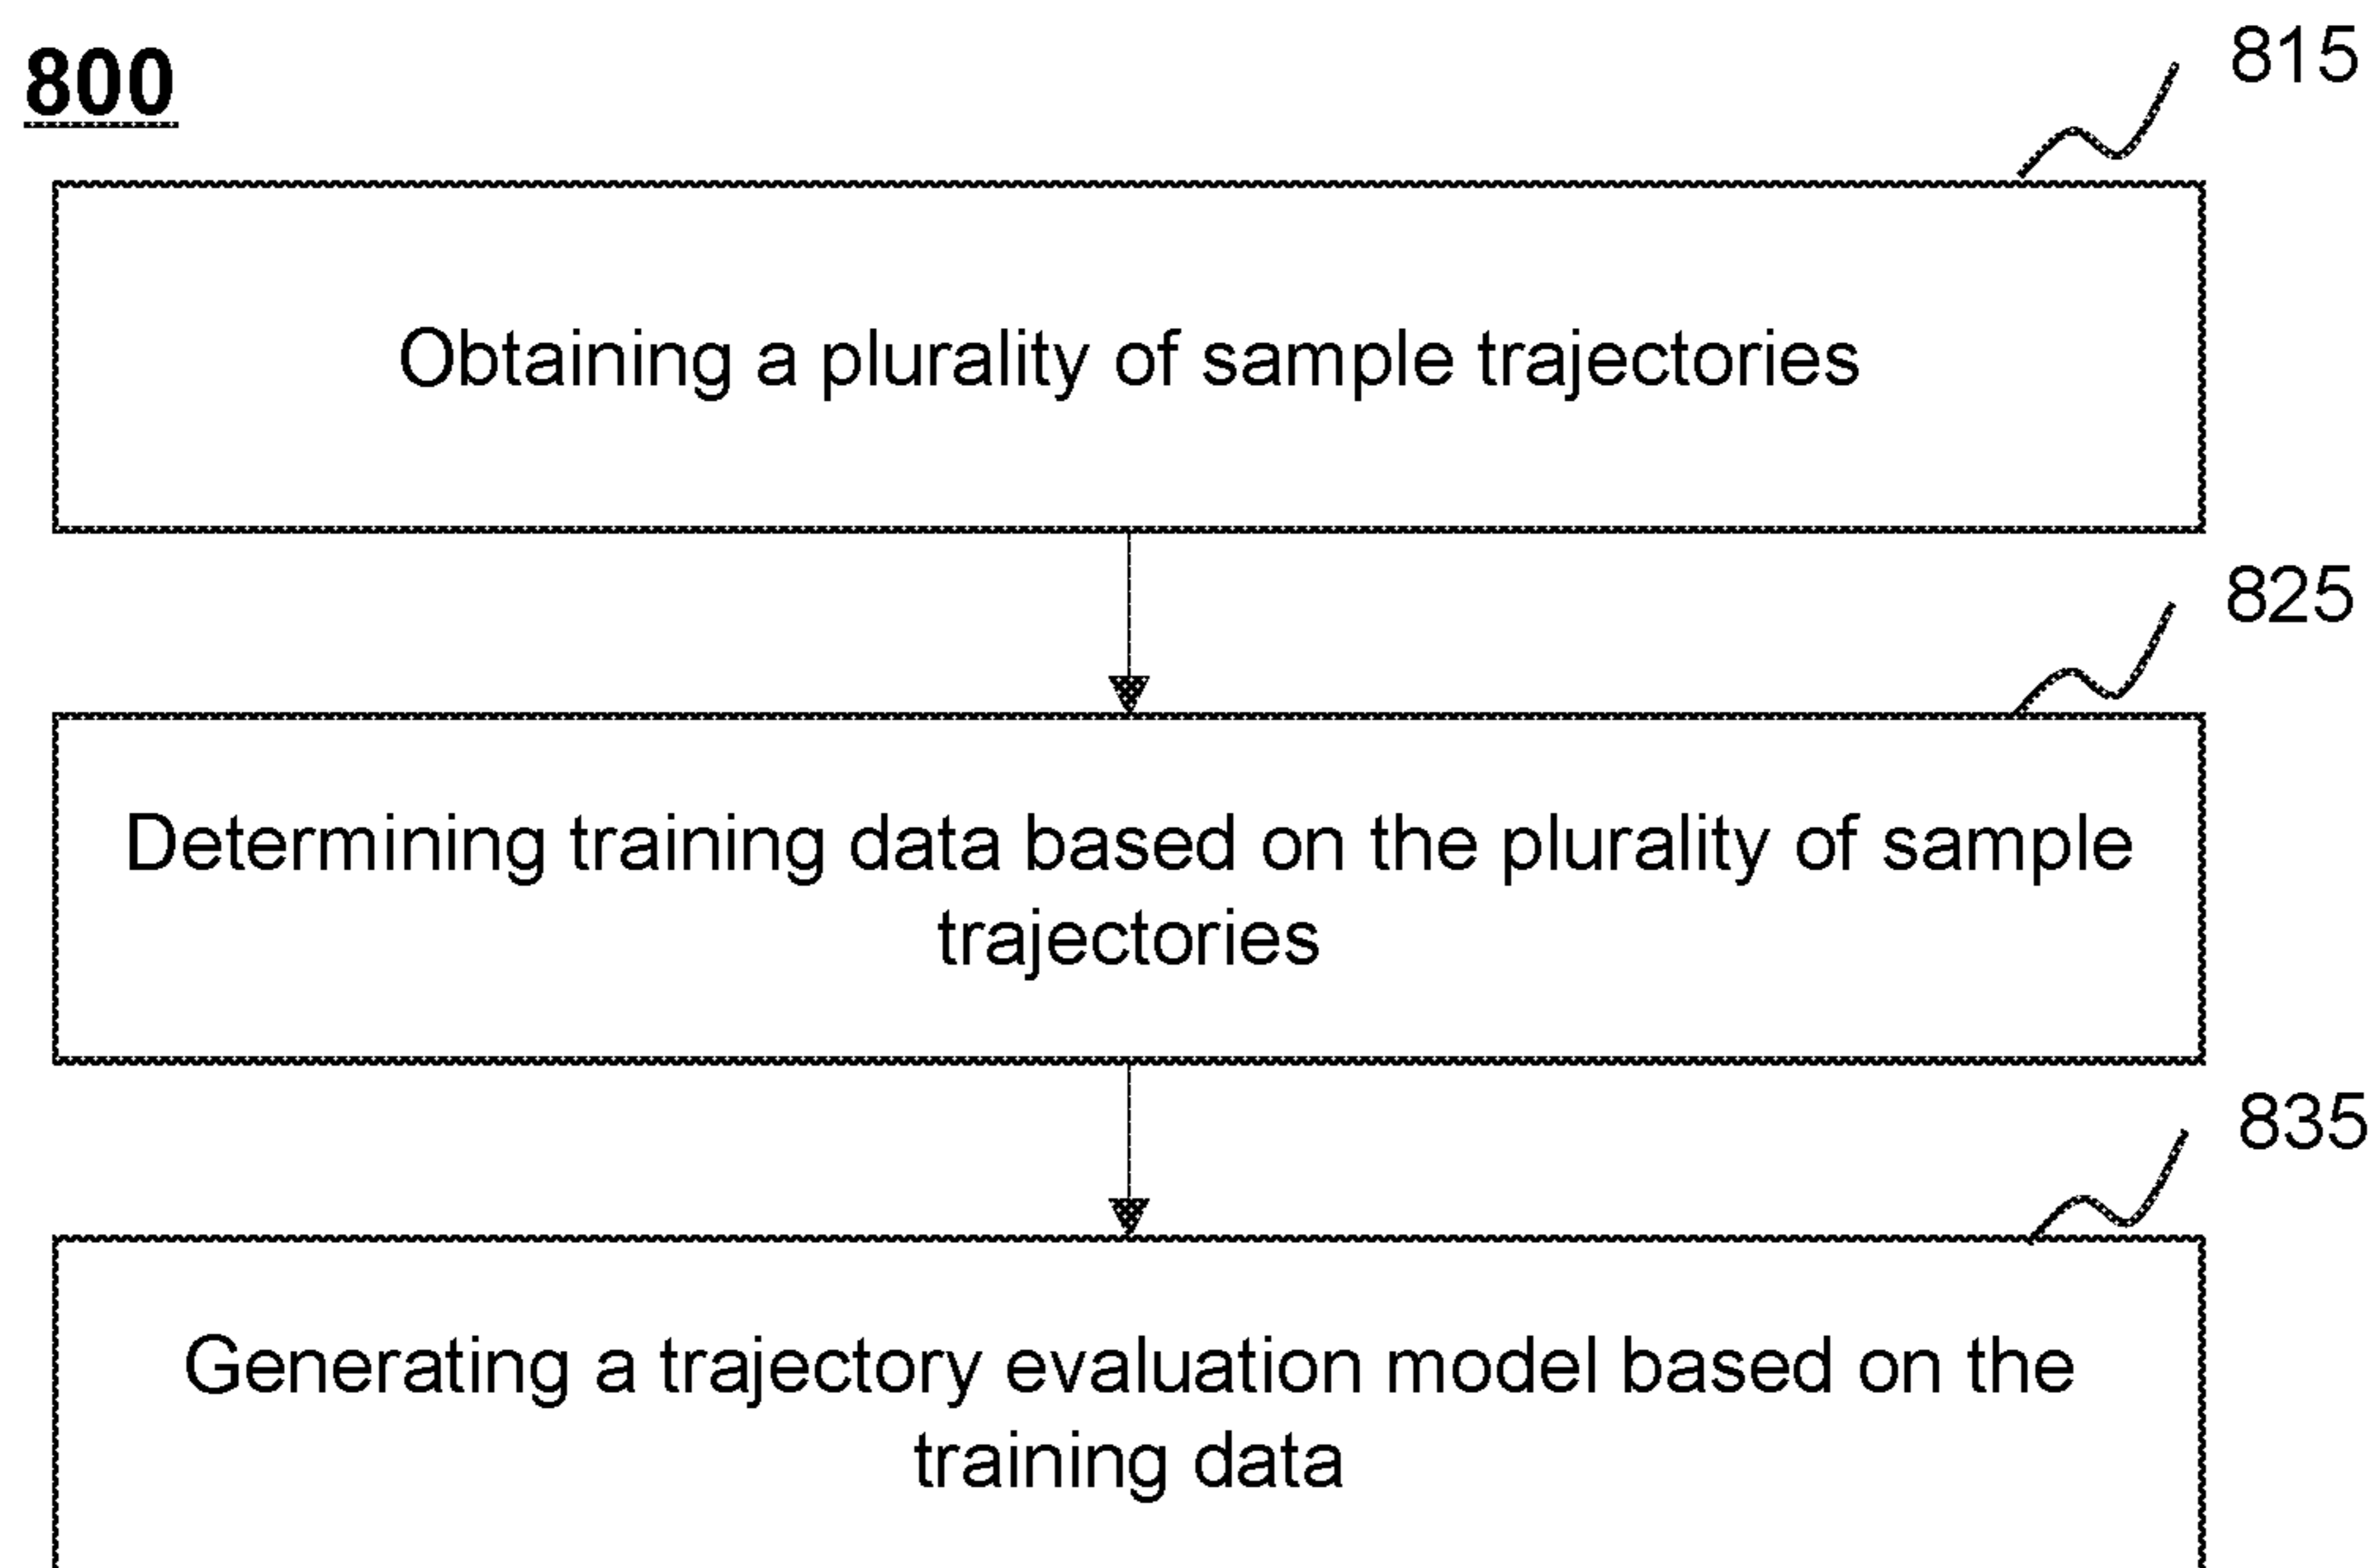 800
815
Obtaining a plurality of sample trajectories
825
Determining training data based on the plurality of sample
trajectories
835
Generating a trajectory evaluation model based on the
training data